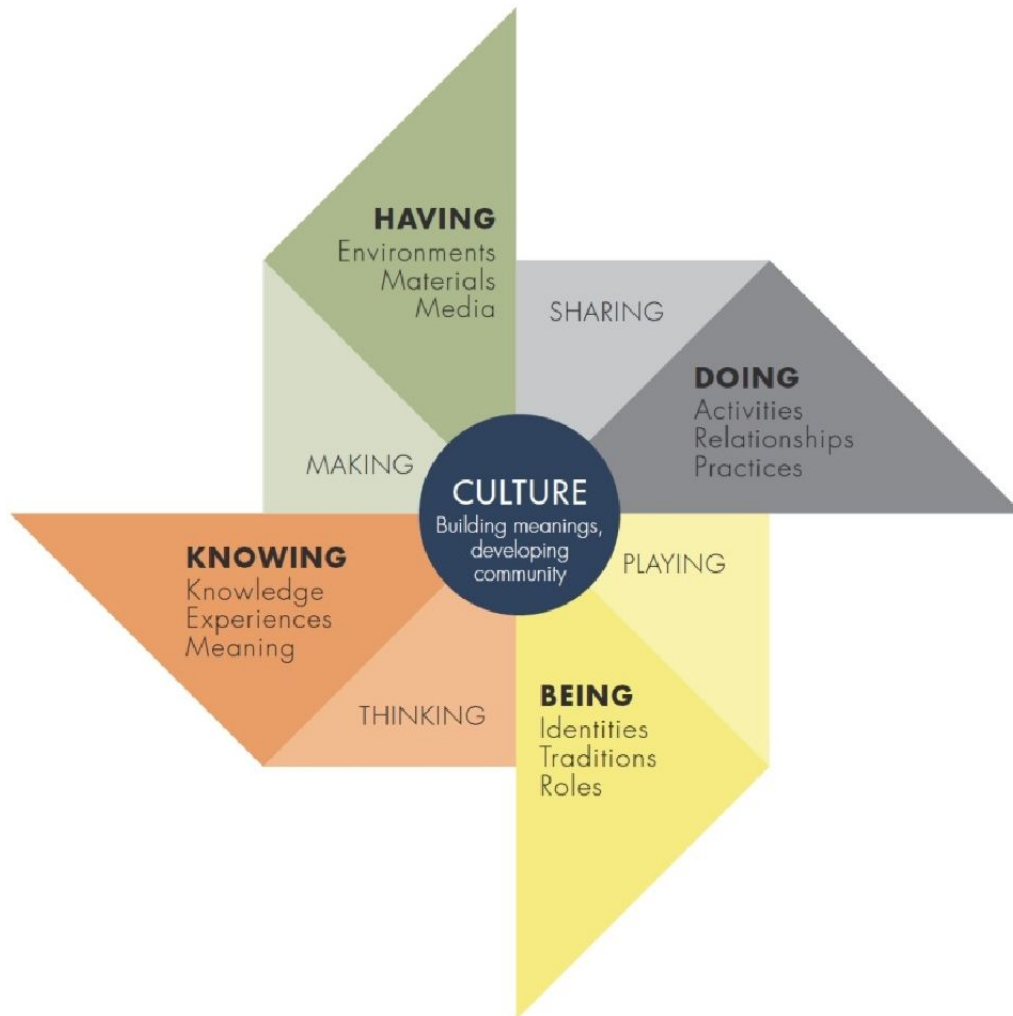 HAVING
Environments
Materials
Media
SHARING
DOING
Activities
Relationships
Practices
MAKING
CULTURE
Building meanings,
developing
community
PLAYING
KNOWING
Knowledge
Experiences
Meaning
THINKING
BEING
Identities
Traditions
Roles